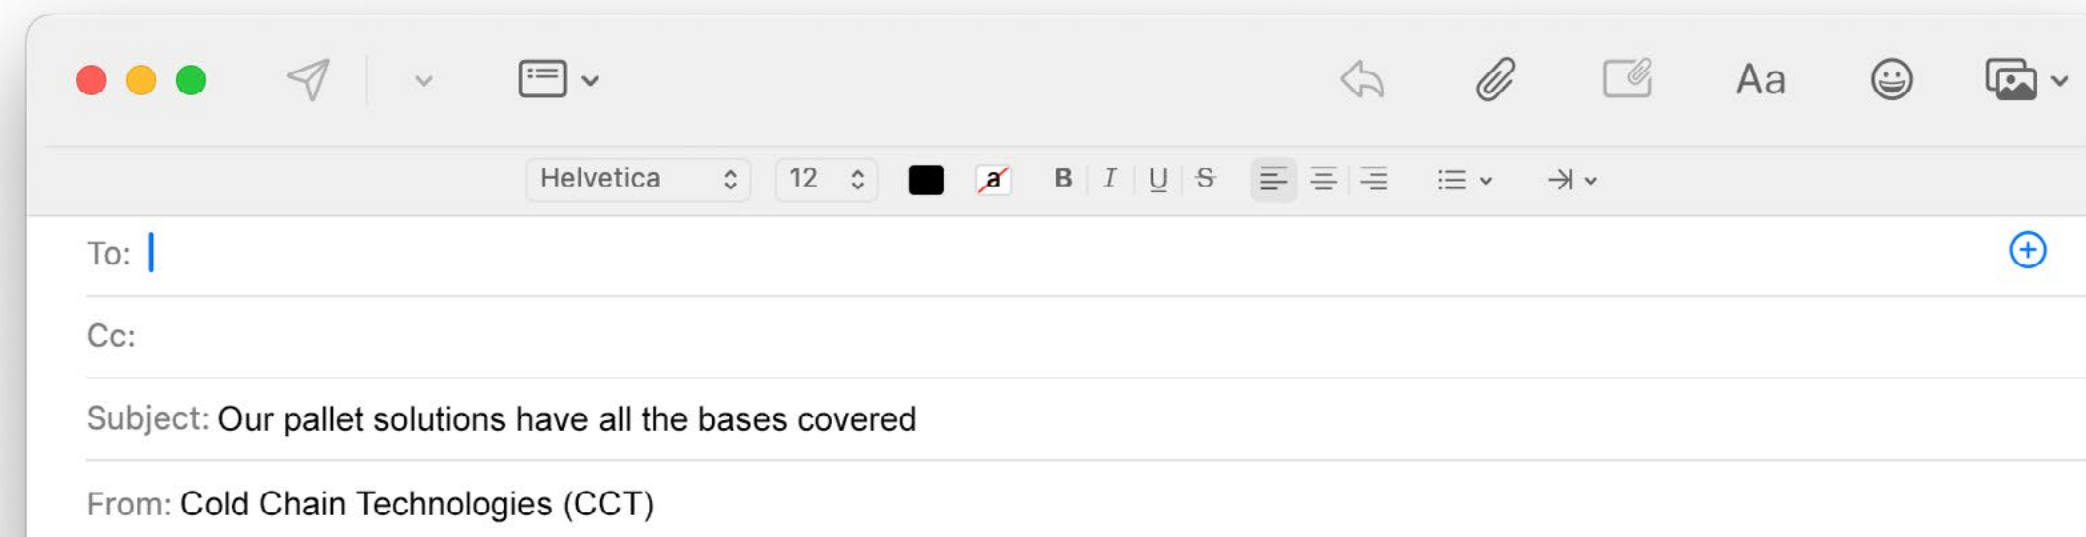 Aa
Helvetica 12 a B I U S
To:
Cc:
Subject: Our pallet solutions have all the bases covered
From: Cold Chain Technologies (CCT)